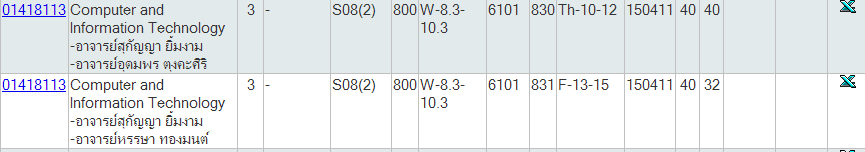 01418113 Computer and 3 - S08(2) 800 W-8.3- 6101 830 Th-10-12 150411 40 40
Information Technology 10.3
-อาจารย์สุกัญญา ยิ้มงาม
-อาจารย์อุดมพร ตุงคะศิริ
01418113 Computer and 3 - S08(2) 800 W-8.3- 6101 831 F-13-15 150411 40 32
Information Technology 10.3
-อาจารย์สุกัญญา ยิ้มงาม
-อาจารย์หรรษา ทองมนต์